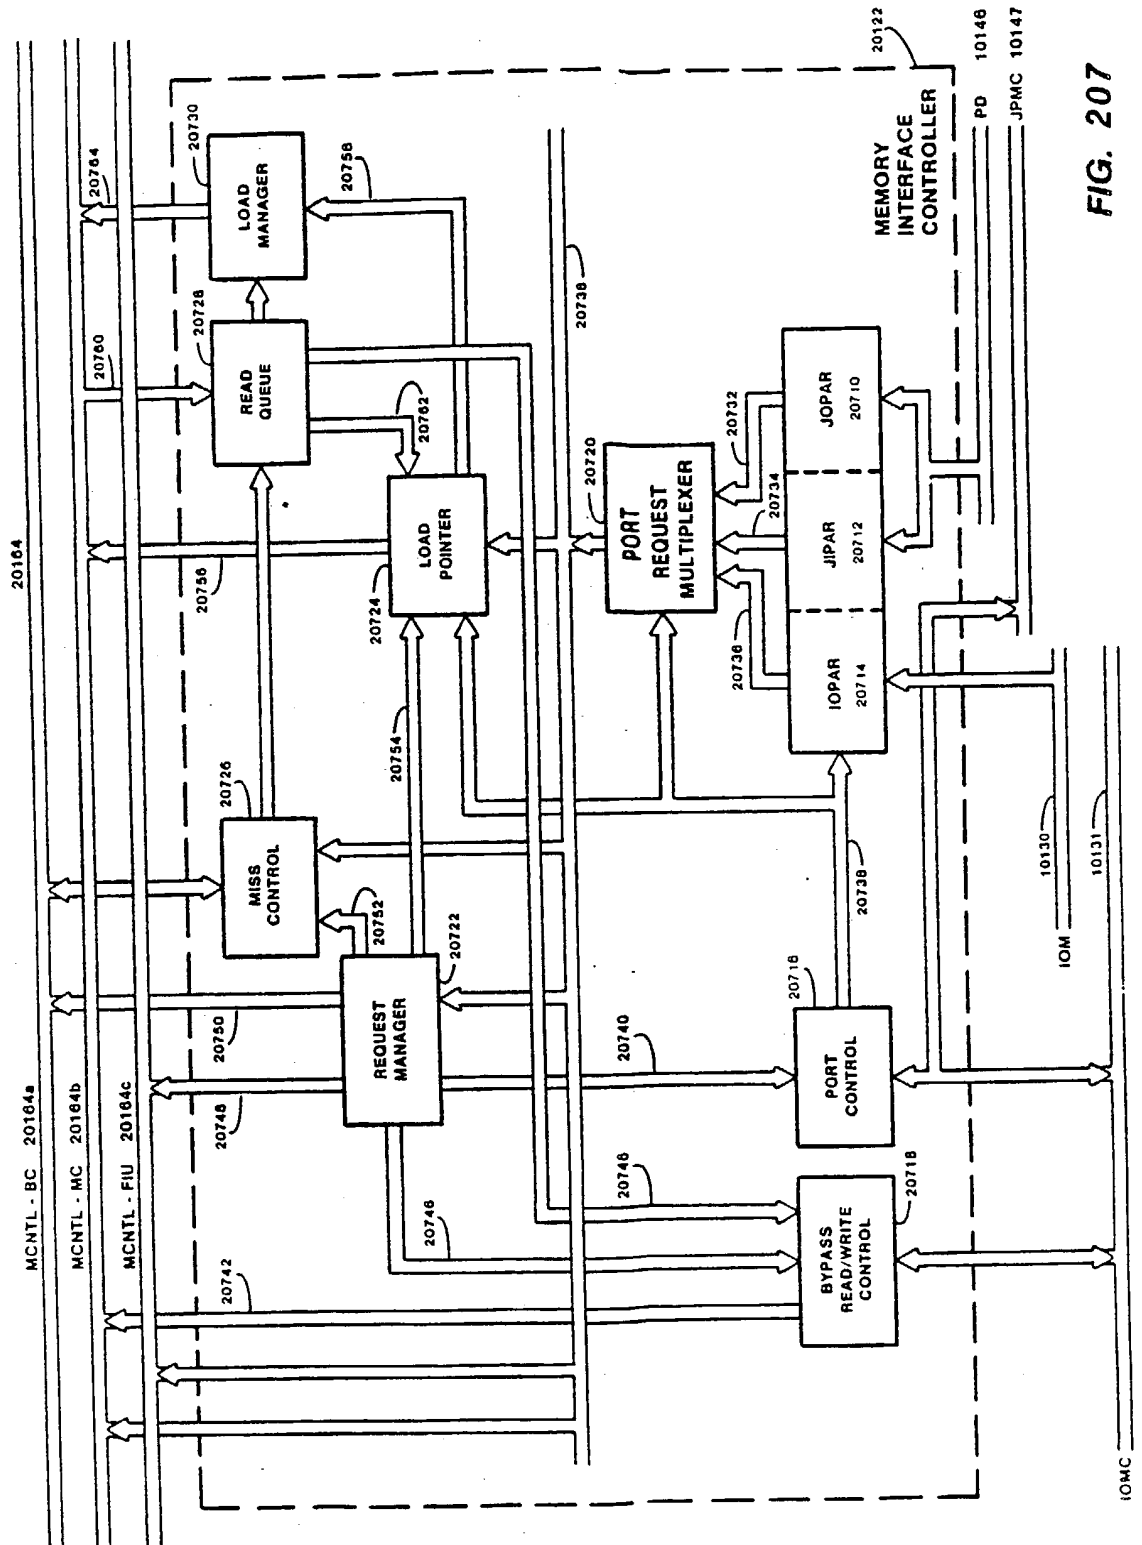 20164
MCNTL - BC 20164a
MCNTL - MC 20164b
MCNTL - FIU 20164c
20742
20748
20750
20756
20760
20764
MISS
CONTROL
20726
READ
QUEUE
20728
LOAD
MANAGER
20730
20752
REQUEST
MANAGER
20722
20754
LOAD
POINTER
20724
20762
20758
20746
20746
20740
20738
PORT
REQUEST
MULTIPLEXER
20720
20736
20734
20732
BYPASS
READ/WRITE
CONTROL
20718
PORT
CONTROL
20716
20738
IOPAR
20714
JIPAR
20712
JOPAR
20710
MEMORY
INTERFACE
CONTROLLER
20122
PD 10146
JPMC 10147
IOM
10130
IOMC
10131
FIG. 207